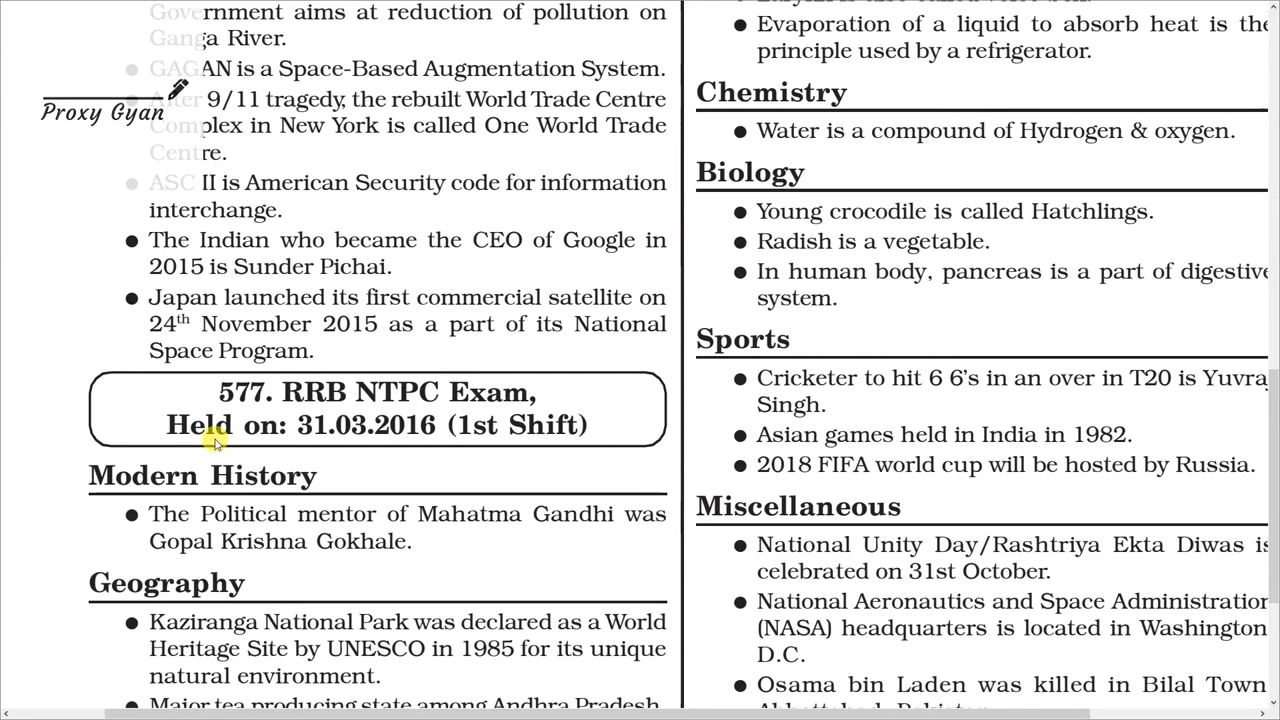 Government aims at reduction of pollution on
Ganga River.
● GAGAN is a Space-Based Augmentation System.
● After 9/11 tragedy, the rebuilt World Trade Centre
Complex in New York is called One World Trade
Centre.
● ASC II is American Security code for information
interchange.
● The Indian who became the CEO of Google in
2015 is Sunder Pichai.
● Japan launched its first commercial satellite on
24th November 2015 as a part of its National
Space Program.
Proxy Gyan
577. RRB NTPC Exam,
Held on: 31.03.2016 (1st Shift)
Modern History
● The Political mentor of Mahatma Gandhi was
Gopal Krishna Gokhale.
Geography
● Kaziranga National Park was declared as a World
Heritage Site by UNESCO in 1985 for its unique
natural environment.
● Major tea producing state among Andhra Pradesh,
● Evaporation of a liquid to absorb heat is the
principle used by a refrigerator.
Chemistry
● Water is a compound of Hydrogen & oxygen.
Biology
● Young crocodile is called Hatchlings.
● Radish is a vegetable.
● In human body, pancreas is a part of digestive
system.
Sports
● Cricketer to hit 6 6's in an over in T20 is Yuvraj
Singh.
● Asian games held in India in 1982.
● 2018 FIFA world cup will be hosted by Russia.
Miscellaneous
● National Unity Day/Rashtriya Ekta Diwas is
celebrated on 31st October.
● National Aeronautics and Space Administration
(NASA) headquarters is located in Washington
D.C.
● Osama bin Laden was killed in Bilal Town,